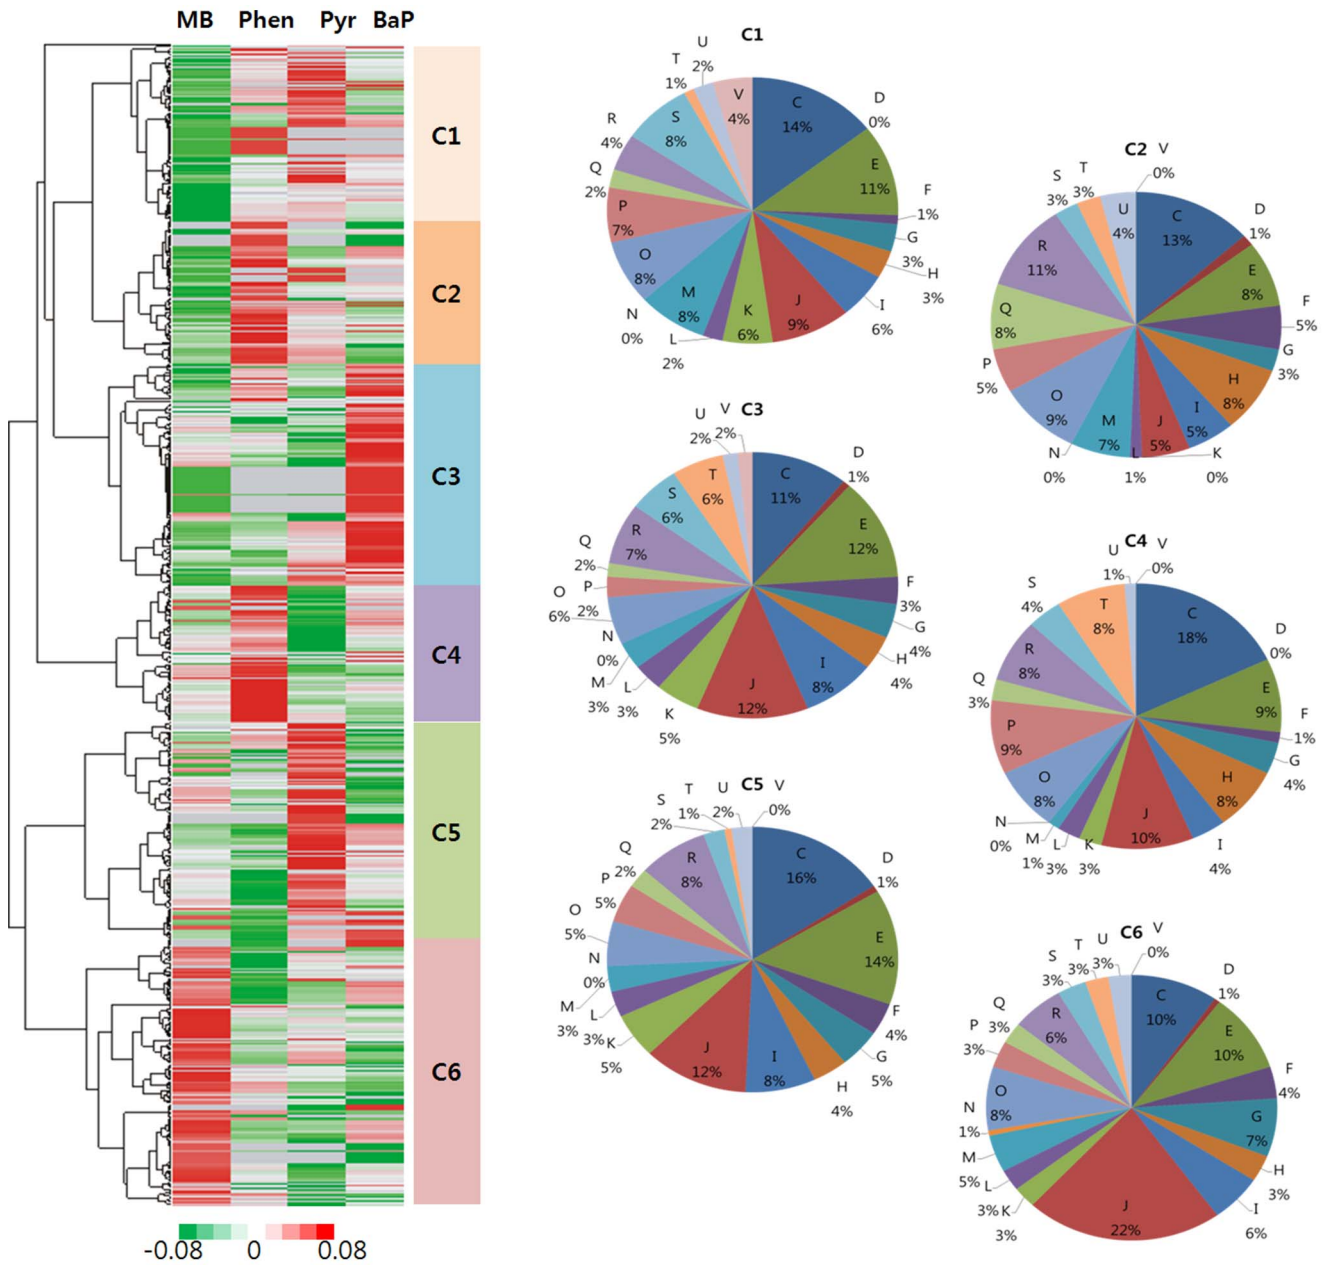 MB Phen Pyr BaP
C1
C2
C3
C4
C5
C6
-0.08 0 0.08
C1
C
14%
D
0%
E
11%
F
1%
G
3%
H
3%
I
6%
J
9%
K
6%
L
2%
M
8%
N
0%
O
8%
P
7%
Q
2%
R
4%
S
8%
T
1%
U
2%
V
4%
C2
C
13%
D
1%
E
8%
F
5%
G
3%
H
8%
I
5%
J
5%
K
0%
L
1%
M
7%
N
0%
O
9%
P
5%
Q
8%
R
11%
S
3%
T
3%
U
4%
V
0%
C3
C
11%
D
1%
E
12%
F
3%
G
4%
H
4%
I
8%
J
12%
K
5%
L
3%
M
3%
N
0%
O
6%
P
2%
Q
2%
R
7%
S
6%
T
6%
U
2%
V
2%
C4
C
18%
D
0%
E
9%
F
1%
G
4%
H
8%
I
4%
J
10%
K
3%
L
3%
M
1%
N
0%
O
8%
P
9%
Q
3%
R
8%
S
4%
T
8%
U
1%
V
0%
C5
C
16%
D
1%
E
14%
F
4%
G
5%
H
4%
I
8%
J
12%
K
5%
L
3%
M
3%
N
0%
O
5%
P
5%
Q
2%
R
8%
S
2%
T
1%
U
2%
V
0%
C6
C
10%
D
1%
E
10%
F
4%
G
7%
H
3%
I
6%
J
22%
K
3%
L
3%
M
5%
N
1%
O
8%
P
3%
Q
3%
R
6%
S
3%
T
3%
U
3%
V
0%